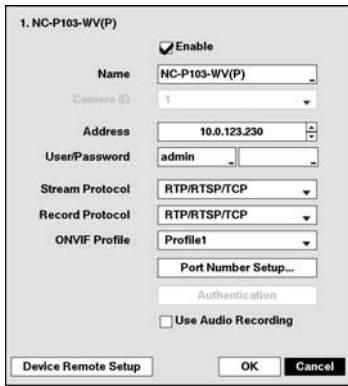 1. NC-P103-WV(P)
Enable
Name NC-P103-WV(P)
Camera ID 1
Address 10.0.123.230
User/Password admin
Stream Protocol RTP/RTSP/TCP
Record Protocol RTP/RTSP/TCP
ONVIF Profile Profile1
Port Number Setup...
Authentication
Use Audio Recording
Device Remote Setup OK Cancel